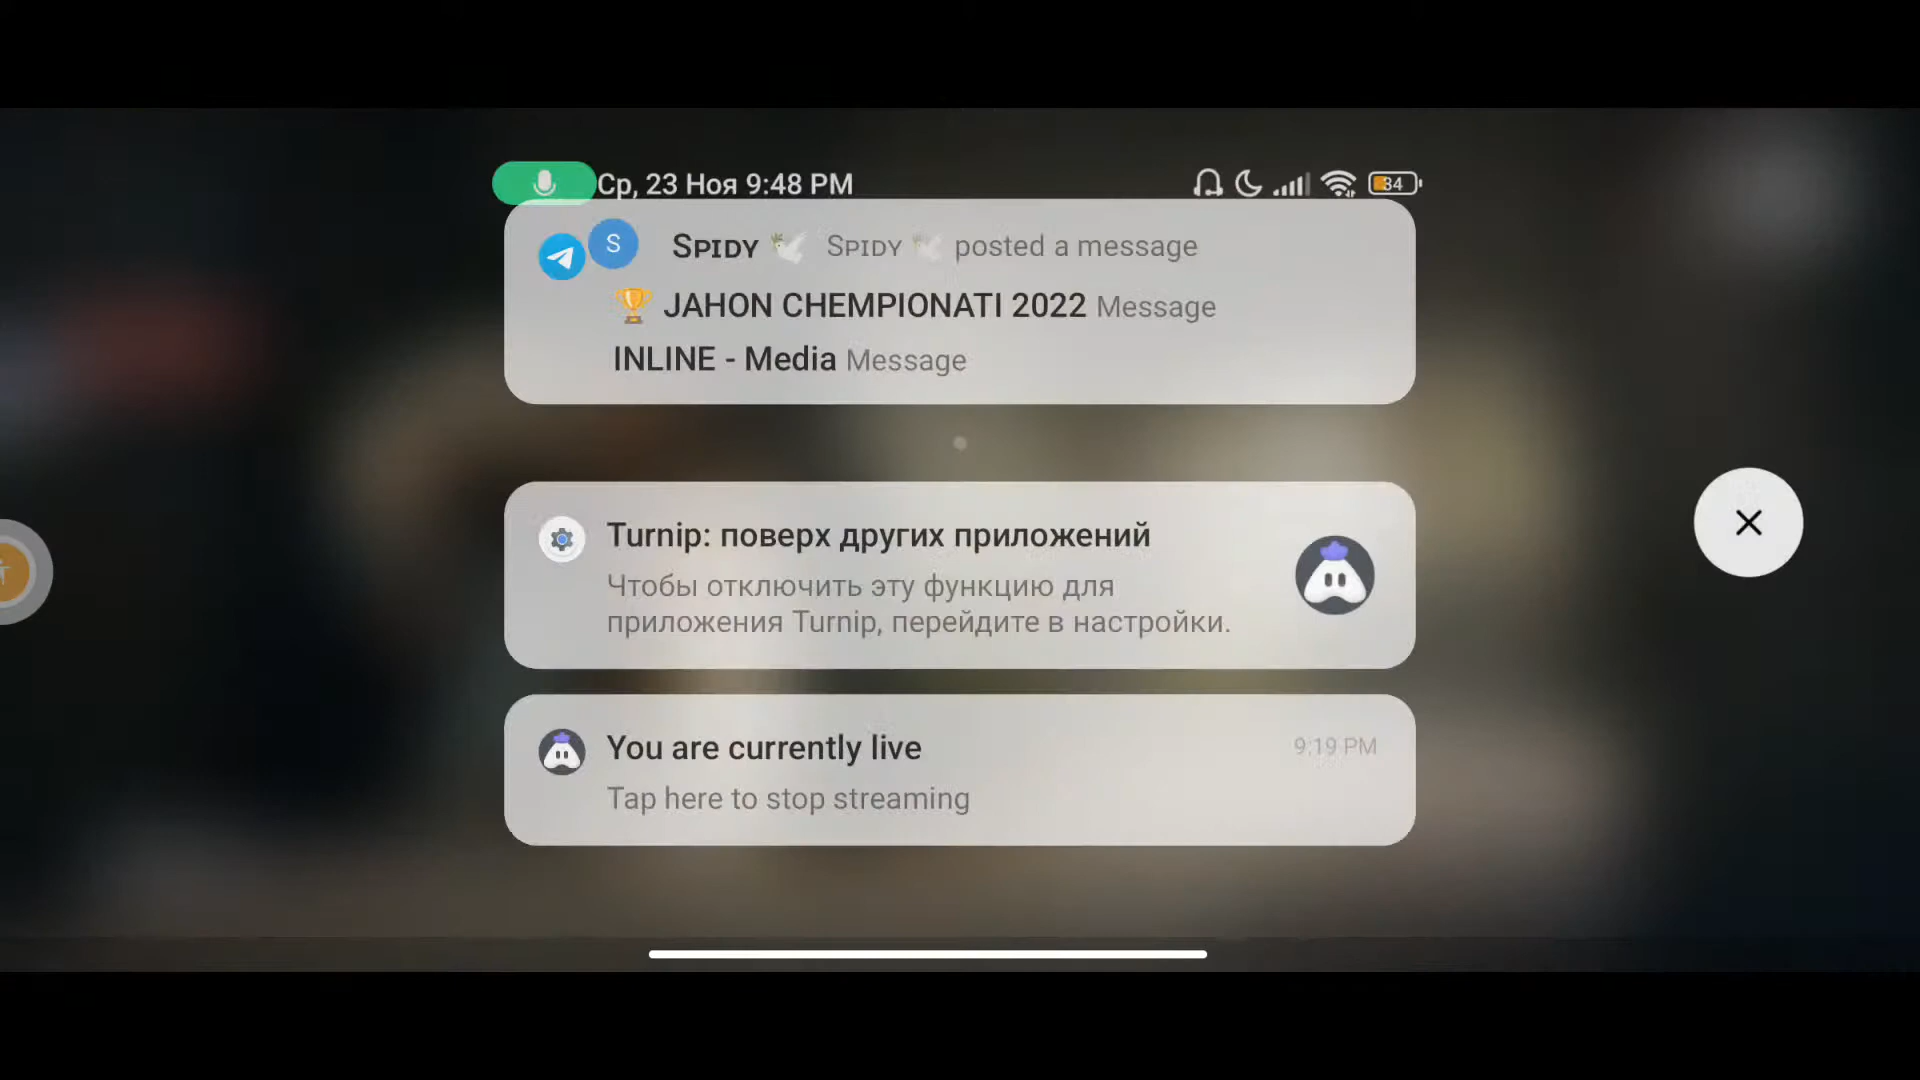 Ср, 23 Ноя 9:48 PM
34
S
Sᴘɪᴅʏ 🕊 Sᴘɪᴅʏ 🕊 posted a message
🏆 JAHON CHEMPIONATI 2022 Message
INLINE - Media Message
Turnip: поверх других приложений
Чтобы отключить эту функцию для
приложения Turnip, перейдите в настройки.
You are currently live
9:19 PM
Tap here to stop streaming